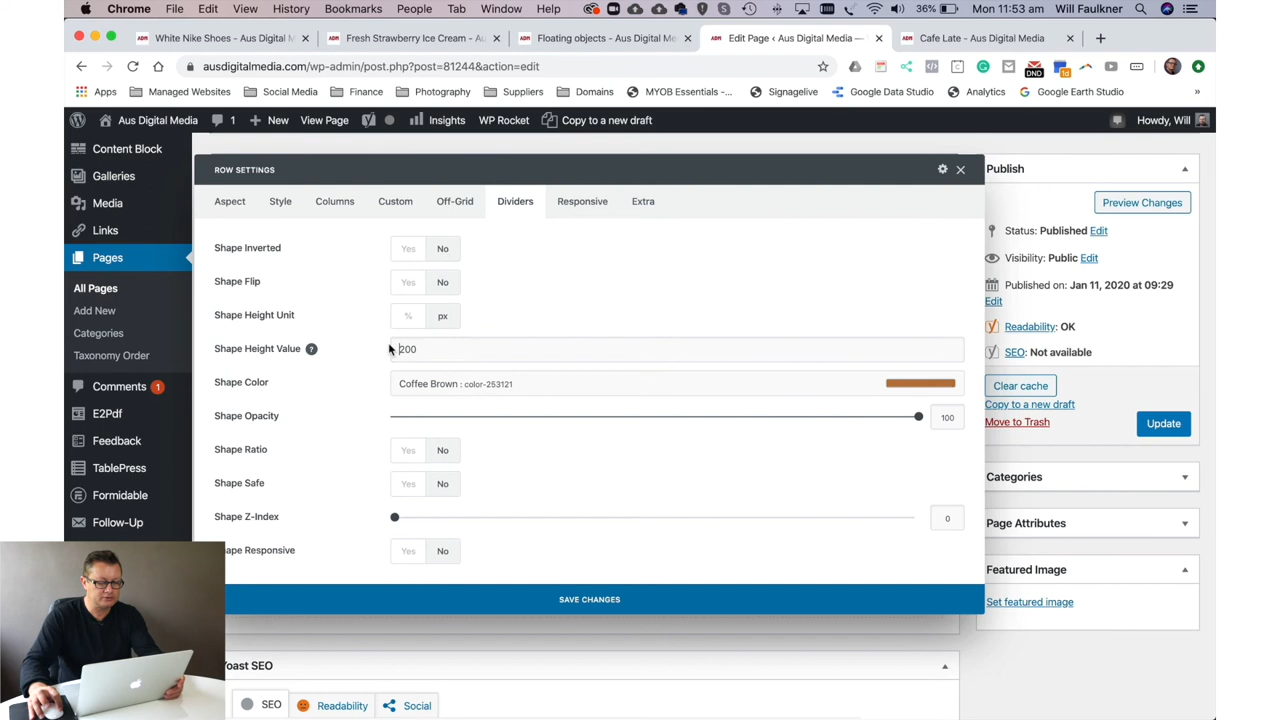 Chrome File Edit View History Bookmarks People Tab Window Help 36% Mon 11:53 am Will Faulkner
White Nike Shoes - Aus Digital M Fresh Strawberry Ice Cream - Au Floating objects - Aus Digital Me Edit Page ‹ Aus Digital Media — Cafe Late - Aus Digital Media
ausdigitalmedia.com/wp-admin/post.php?post=81244&action=edit
DND 1d
Apps Managed Websites Social Media Finance Photography Suppliers Domains MYOB Essentials -... Signagelive Google Data Studio Analytics Google Earth Studio »
Aus Digital Media 1 New View Page Insights WP Rocket Copy to a new draft Howdy, Will
Content Block
Galleries
Media
Links
Pages
All Pages
Add New
Categories
Taxonomy Order
Comments 1
E2Pdf
Feedback
TablePress
Formidable
Follow-Up
ROW SETTINGS
Aspect Style Columns Custom Off-Grid Dividers Responsive Extra
Shape Inverted Yes No
Shape Flip Yes No
Shape Height Unit % px
Shape Height Value ? 200
Shape Color Coffee Brown : color-253121
Shape Opacity 100
Shape Ratio Yes No
Shape Safe Yes No
Shape Z-Index 0
Shape Responsive Yes No
SAVE CHANGES
Publish
Preview Changes
Status: Published Edit
Visibility: Public Edit
Published on: Jan 11, 2020 at 09:29
Edit
Readability: OK
SEO: Not available
Clear cache
Copy to a new draft
Move to Trash
Update
Categories
Page Attributes
Featured Image
Set featured image
Yoast SEO
SEO Readability Social